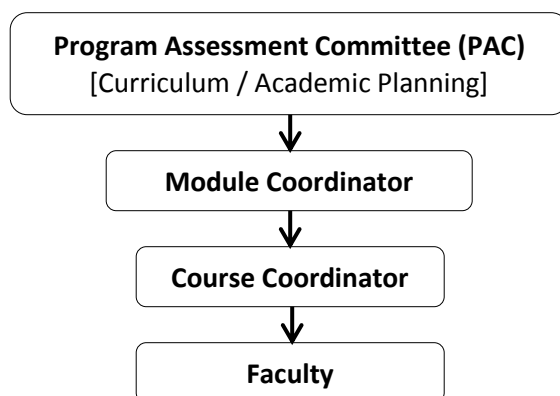 Program Assessment Committee (PAC)
[Curriculum / Academic Planning]
Module Coordinator
Course Coordinator
Faculty